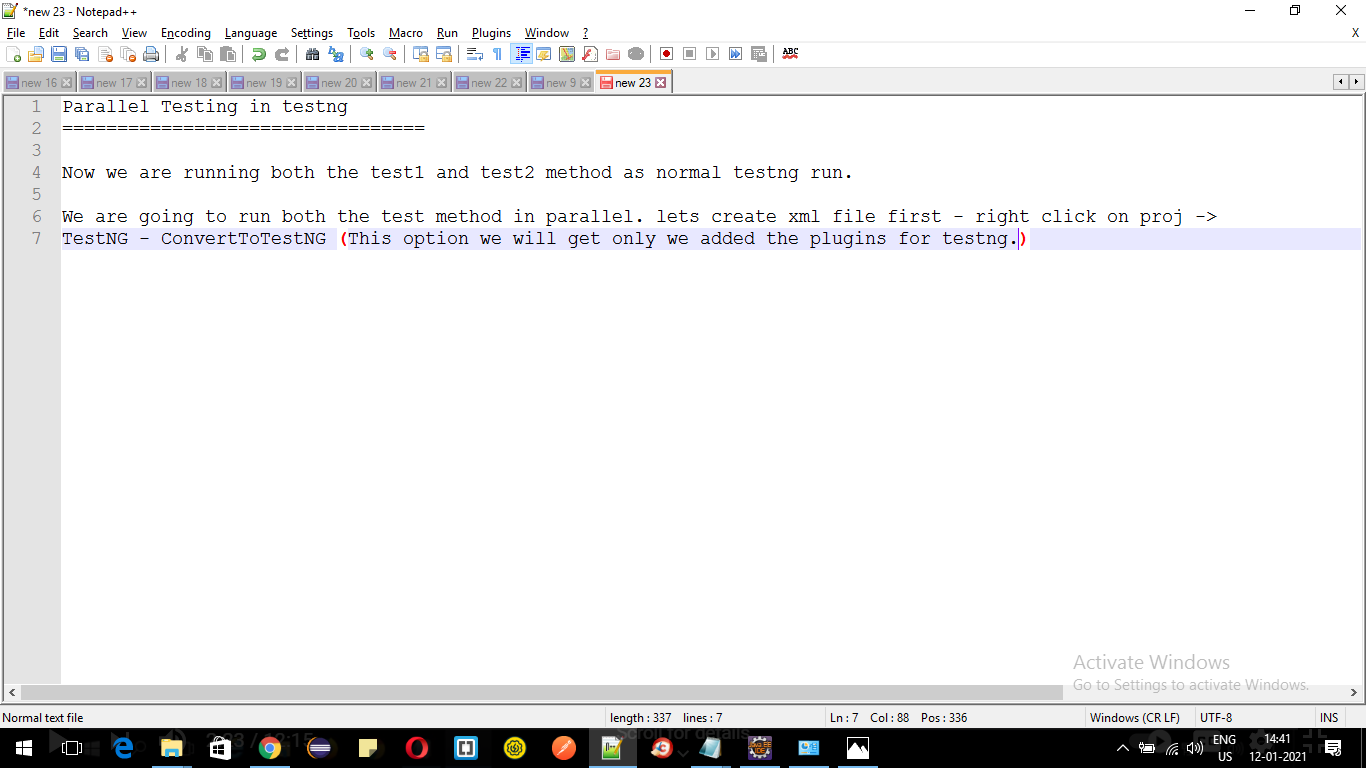 *new 23 - Notepad++
File Edit Search View Encoding Language Settings Tools Macro Run Plugins Window ? X
ABC
new 16 new 17 new 18 new 19 new 20 new 21 new 22 new 9 new 23
1 Parallel Testing in testng
2 =================================
3
4 Now we are running both the test1 and test2 method as normal testng run.
5
6 We are going to run both the test method in parallel. lets create xml file first - right click on proj ->
7 TestNG - ConvertToTestNG (This option we will get only we added the plugins for testng.)
Activate Windows
Go to Settings to activate Windows.
Normal text file length : 337 lines : 7 Ln : 7 Col : 88 Pos : 336 Windows (CR LF) UTF-8 INS
Scroll for details
ENG 14:41
US 12-01-2021